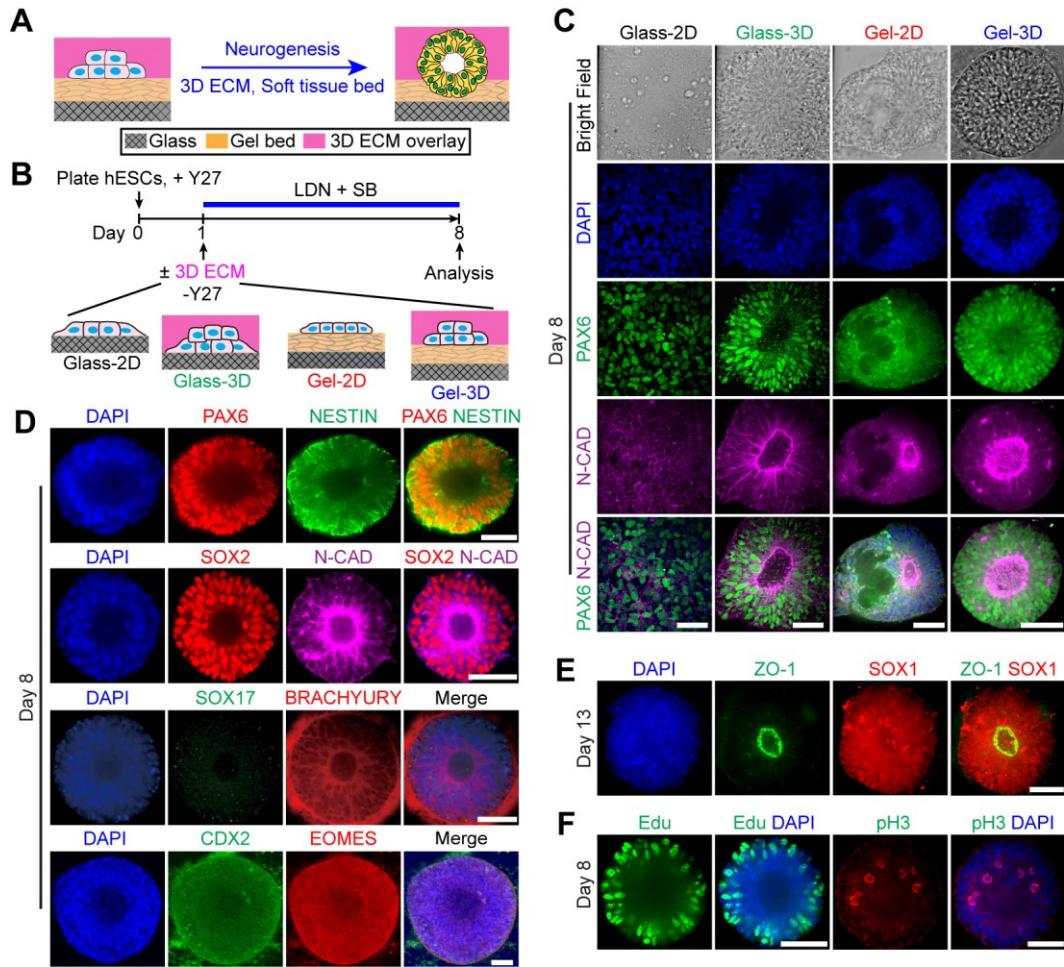 A
Neurogenesis
3D ECM, Soft tissue bed
Glass Gel bed 3D ECM overlay
B
Plate hESCs, + Y27
LDN + SB
Day 0 1 8
± 3D ECM
-Y27
Analysis
Glass-2D
Glass-3D
Gel-2D
Gel-3D
C
Glass-2D Glass-3D Gel-2D Gel-3D
Day 8
Bright Field
DAPI
PAX6
N-CAD
PAX6 N-CAD
D
Day 8
DAPI PAX6 NESTIN PAX6 NESTIN
DAPI SOX2 N-CAD SOX2 N-CAD
DAPI SOX17 BRACHYURY Merge
DAPI CDX2 EOMES Merge
E
DAPI ZO-1 SOX1 ZO-1 SOX1
Day 13
F
Edu Edu DAPI pH3 pH3 DAPI
Day 8